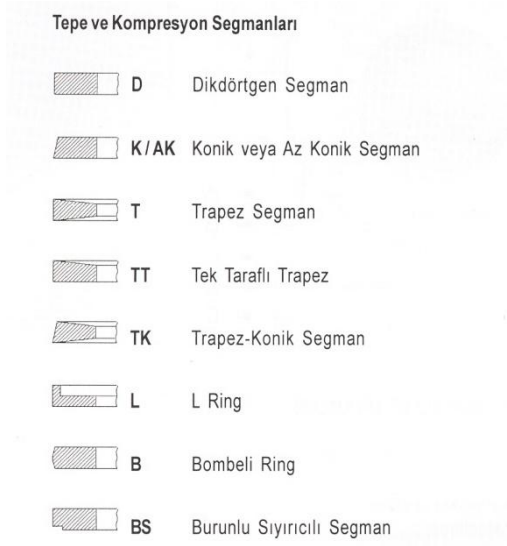 Tepe ve Kompresyon Segmanları
D Dikdörtgen Segman
K/AK Konik veya Az Konik Segman
T Trapez Segman
TT Tek Taraflı Trapez
TK Trapez-Konik Segman
L L Ring
B Bombeli Ring
BS Burunlu Sıyırıcılı Segman